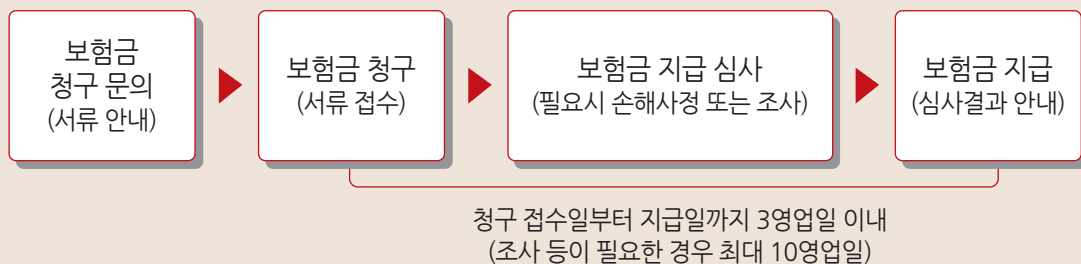 보험금
청구 문의
(서류 안내)
보험금 청구
(서류 접수)
보험금 지급 심사
(필요시 손해사정 또는 조사)
보험금 지급
(심사결과 안내)
청구 접수일부터 지급일까지 3영업일 이내
(조사 등이 필요한 경우 최대 10영업일)